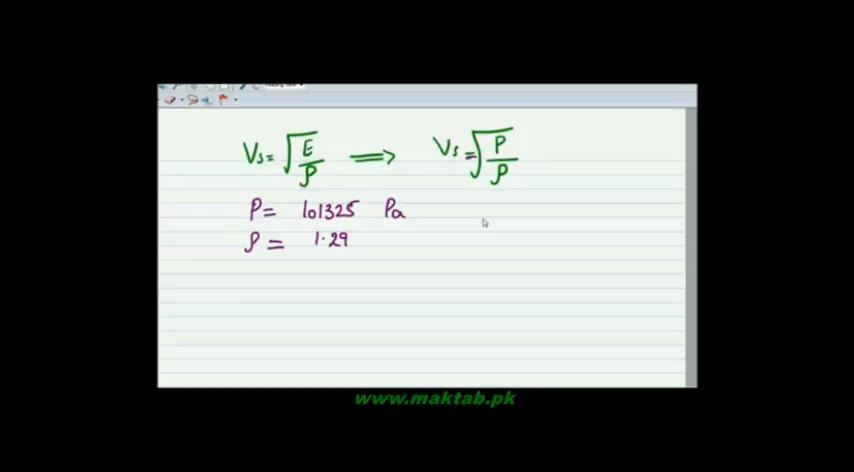 Vs = √E/ρ ⟹ Vs = √P/ρ
P = 101325 Pa
ρ = 1.29
www.maktab.pk